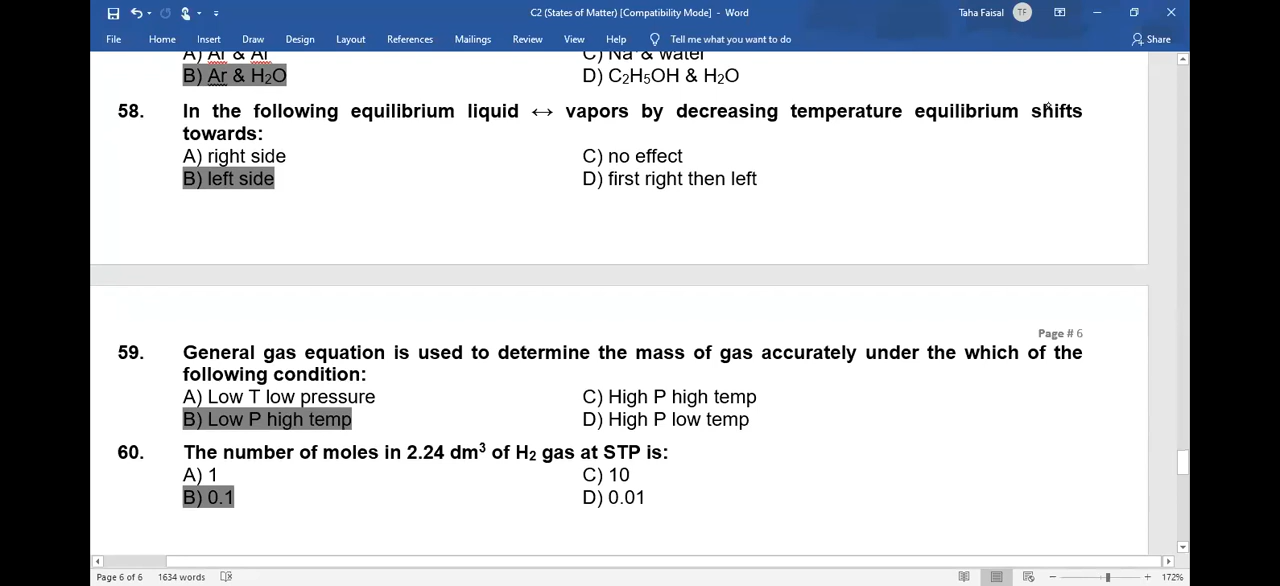 C2 (States of Matter) [Compatibility Mode] - Word
Taha Faisal TF
File Home Insert Draw Design Layout References Mailings Review View Help Tell me what you want to do Share
A) Ar & Ar C) Na⁺& water
B) Ar & H₂O D) C₂H₅OH & H₂O
58. In the following equilibrium liquid ↔ vapors by decreasing temperature equilibrium shifts
towards:
A) right side C) no effect
B) left side D) first right then left
Page # 6
59. General gas equation is used to determine the mass of gas accurately under the which of the
following condition:
A) Low T low pressure C) High P high temp
B) Low P high temp D) High P low temp
60. The number of moles in 2.24 dm³ of H₂ gas at STP is:
A) 1 C) 10
B) 0.1 D) 0.01
Page 6 of 6 1634 words 172%